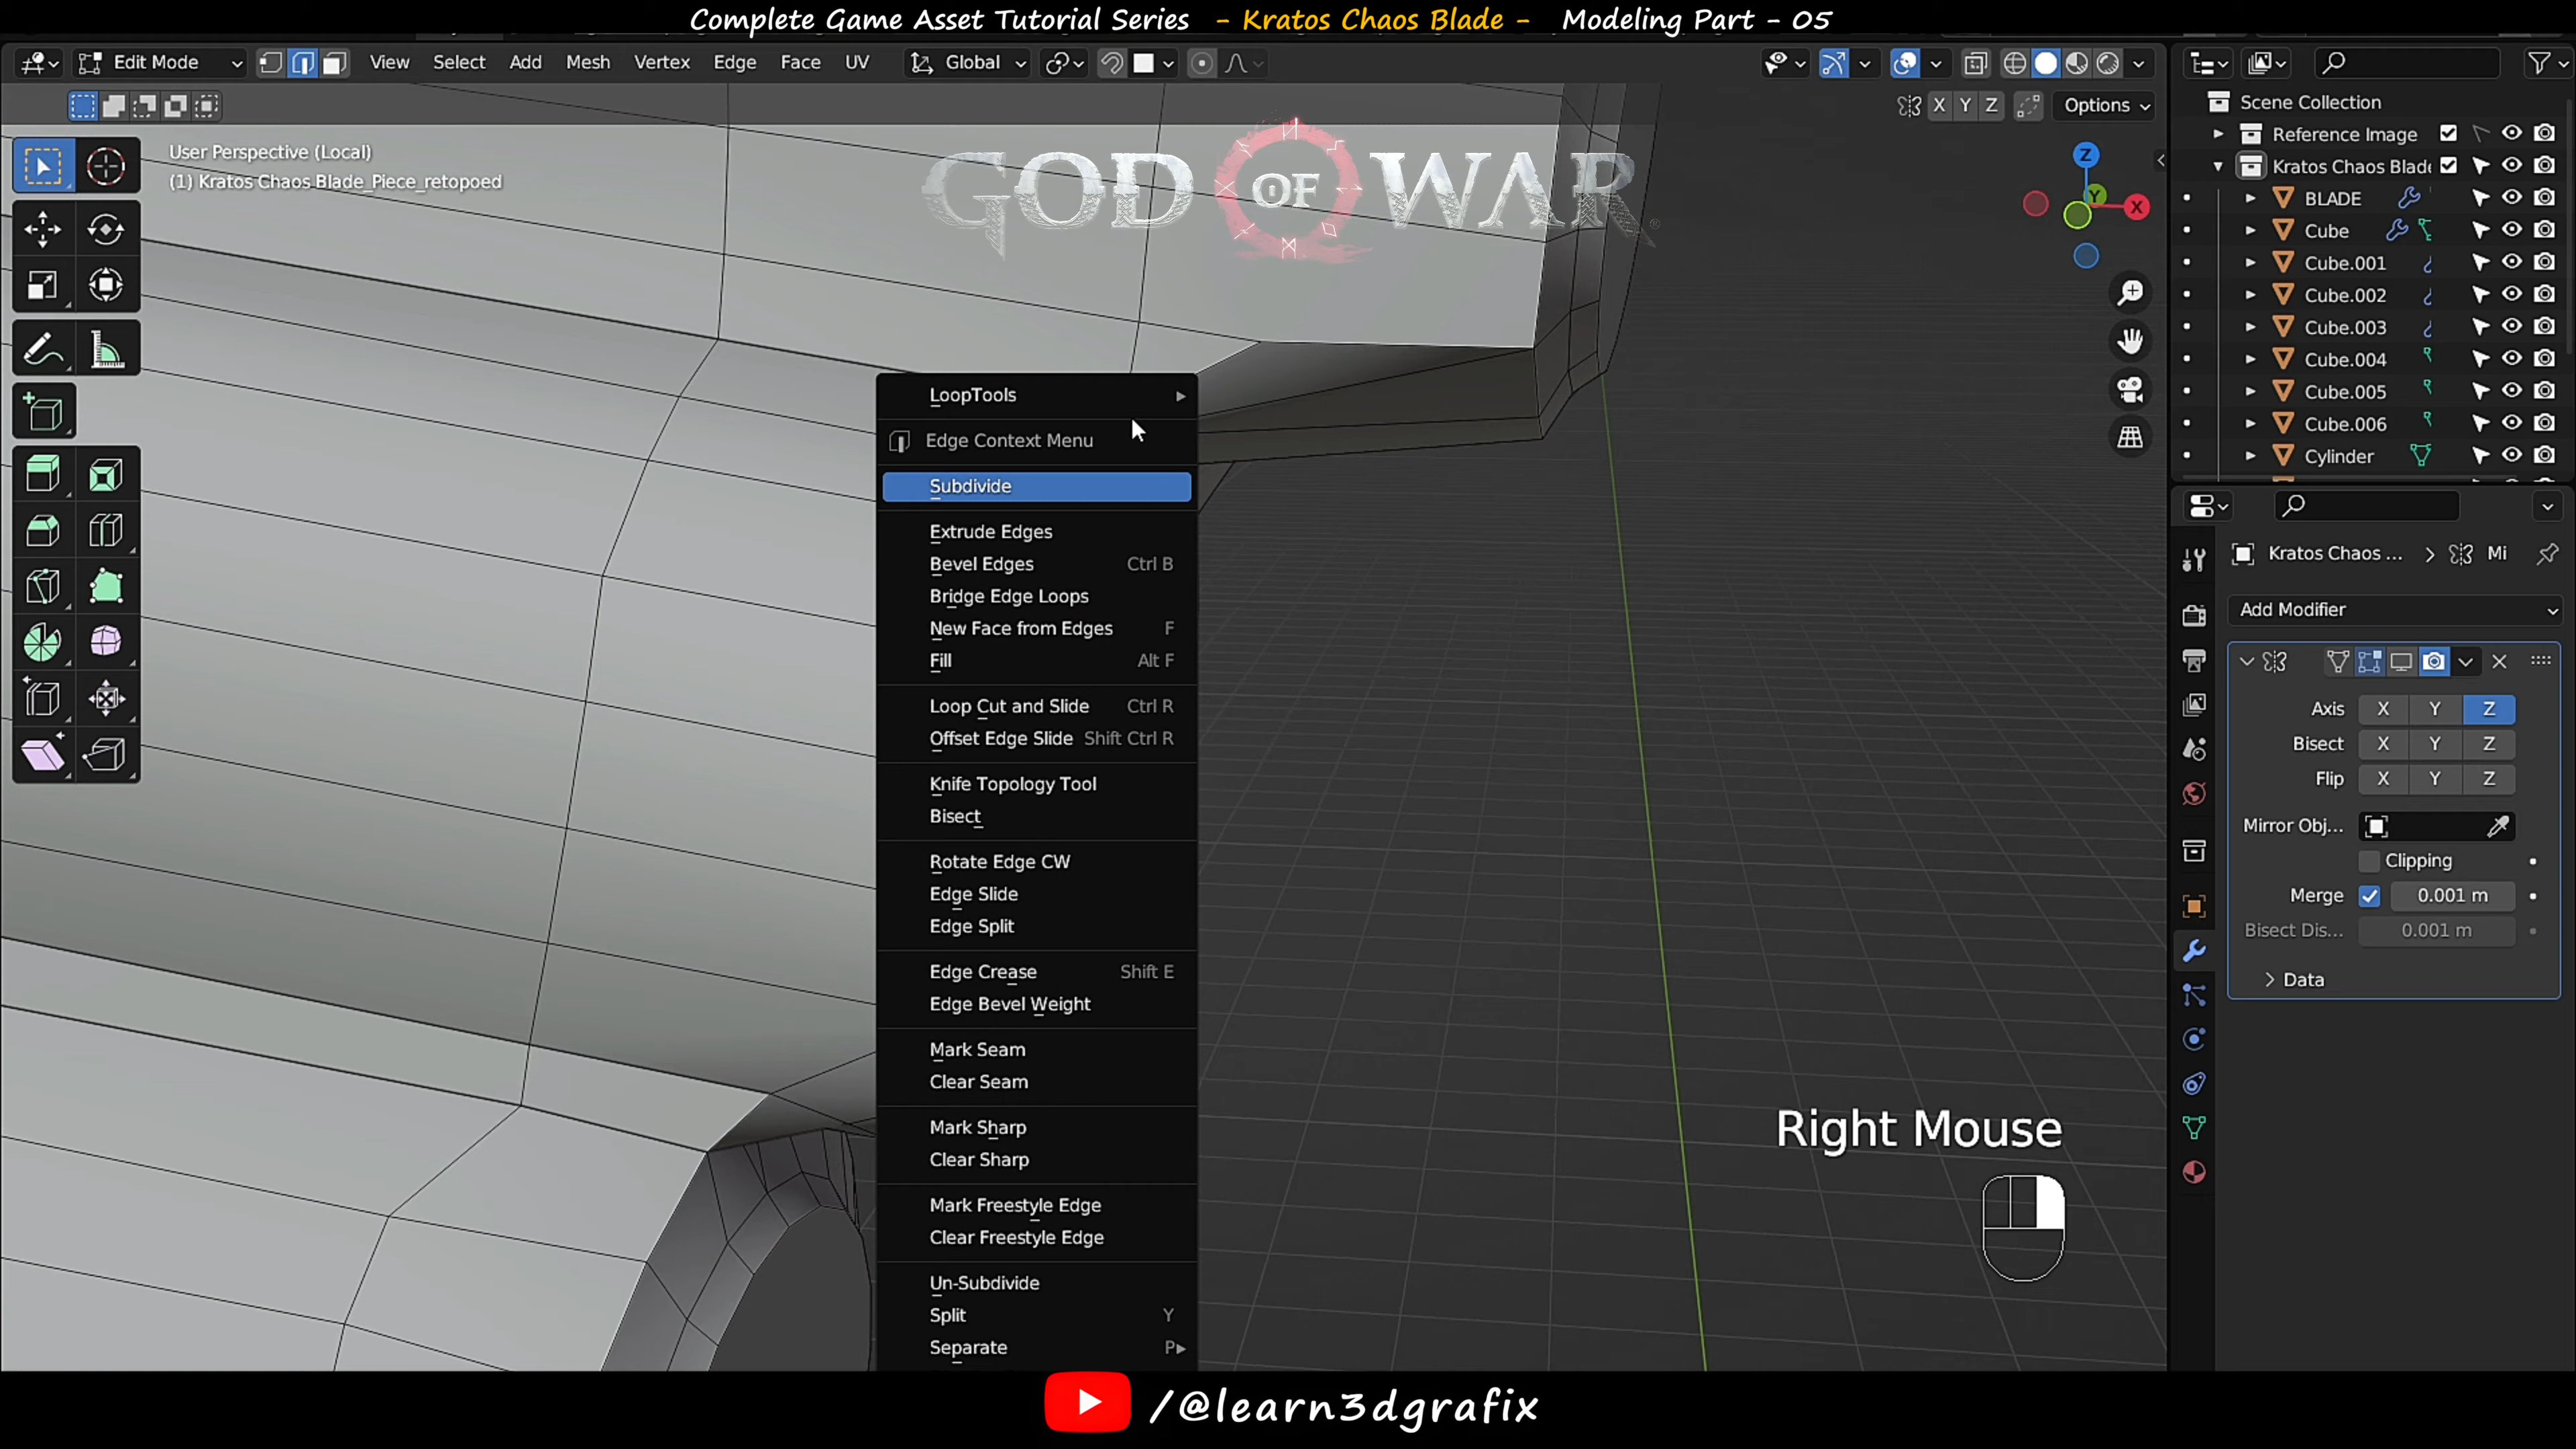 Complete Game Asset Tutorial Series - Kratos Chaos Blade - Modeling Part - 05
Edit Mode View Select Add Mesh Vertex Edge Face UV Global
X Y Z Options
User Perspective (Local)
(1) Kratos Chaos Blade_Piece_retopoed
GOD OF WAR
Z
Y
X
LoopTools
Edge Context Menu
Subdivide
Extrude Edges
Bevel Edges Ctrl B
Bridge Edge Loops
New Face from Edges F
Fill Alt F
Loop Cut and Slide Ctrl R
Offset Edge Slide Shift Ctrl R
Knife Topology Tool
Bisect
Rotate Edge CW
Edge Slide
Edge Split
Edge Crease Shift E
Edge Bevel Weight
Mark Seam
Clear Seam
Mark Sharp
Clear Sharp
Mark Freestyle Edge
Clear Freestyle Edge
Un-Subdivide
Split Y
Separate P
Right Mouse
Scene Collection
Reference Image
Kratos Chaos Blade
BLADE
Cube
Cube.001
Cube.002
Cube.003
Cube.004
Cube.005
Cube.006
Cylinder
Kratos Chaos ... Mi
Add Modifier
Axis X Y Z
Bisect X Y Z
Flip X Y Z
Mirror Obj...
Clipping
Merge 0.001 m
Bisect Dis... 0.001 m
Data
/@learn3dgrafix